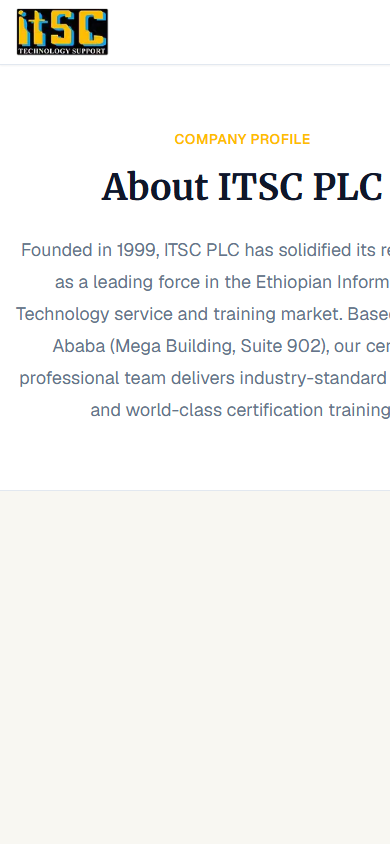 itSC
TECHNOLOGY SUPPORT
COMPANY PROFILE
About ITSC PLC
Founded in 1999, ITSC PLC has solidified its
as a leading force in the Ethiopian
Technology service and training market.
Ababa (Mega Building, Suite 902), our
professional team delivers industry-standard
and world-class certification training